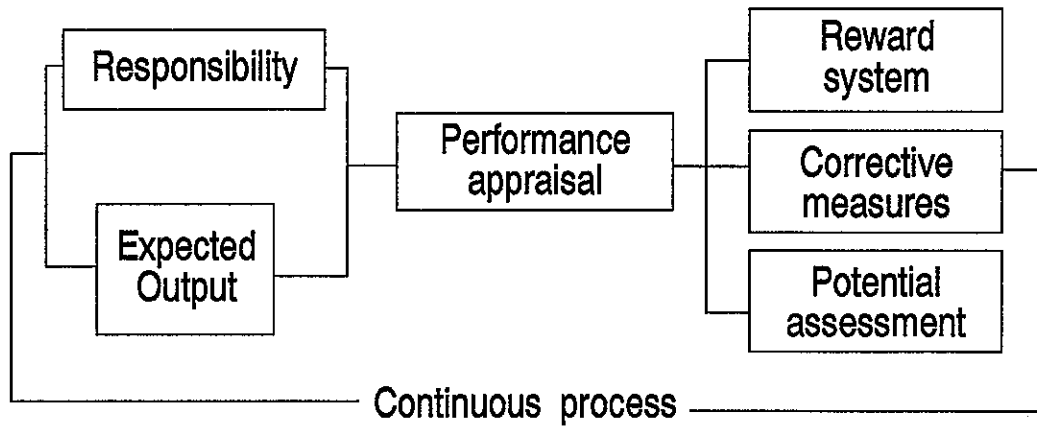 Responsibility
Expected
Output
Performance
appraisal
Reward
system
Corrective
measures
Potential
assessment
Continuous process